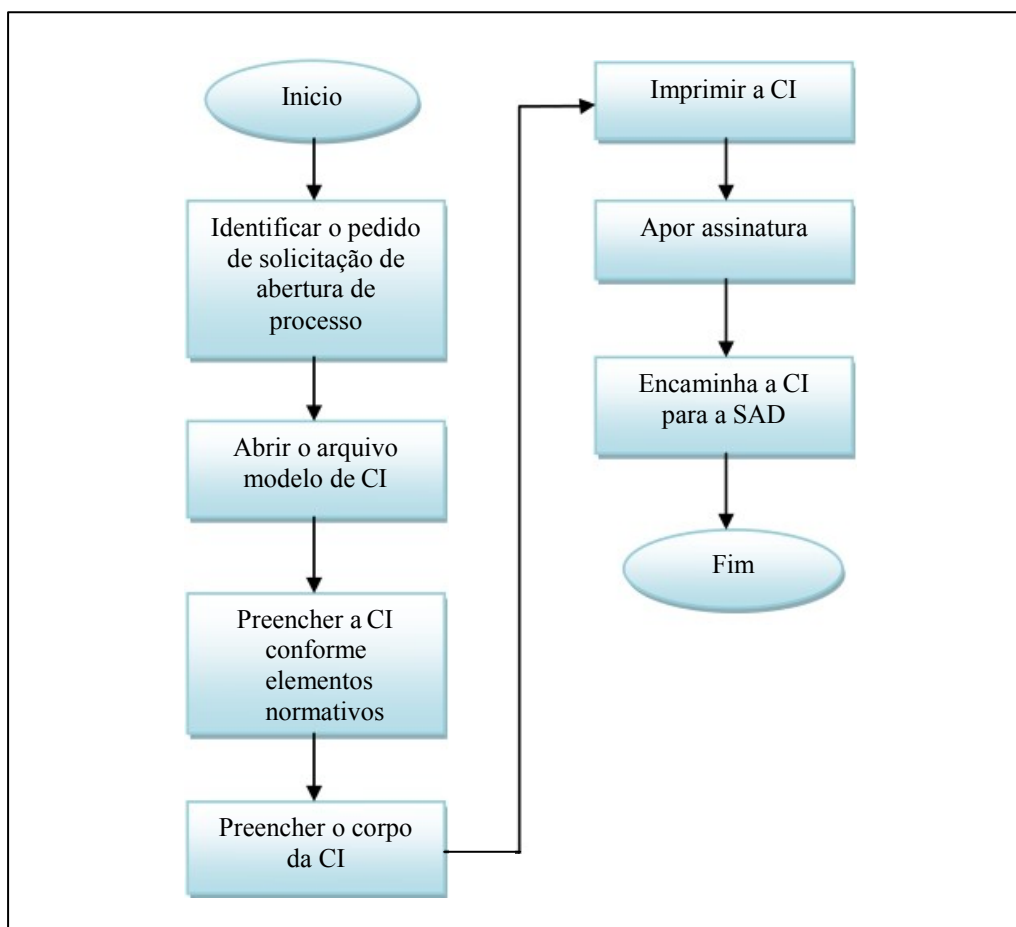 Inicio
Identificar o pedido
de solicitação de
abertura de
processo
Abrir o arquivo
modelo de CI
Preencher a CI
conforme
elementos
normativos
Preencher o corpo
da CI
Imprimir a CI
Apor assinatura
Encaminha a CI
para a SAD
Fim